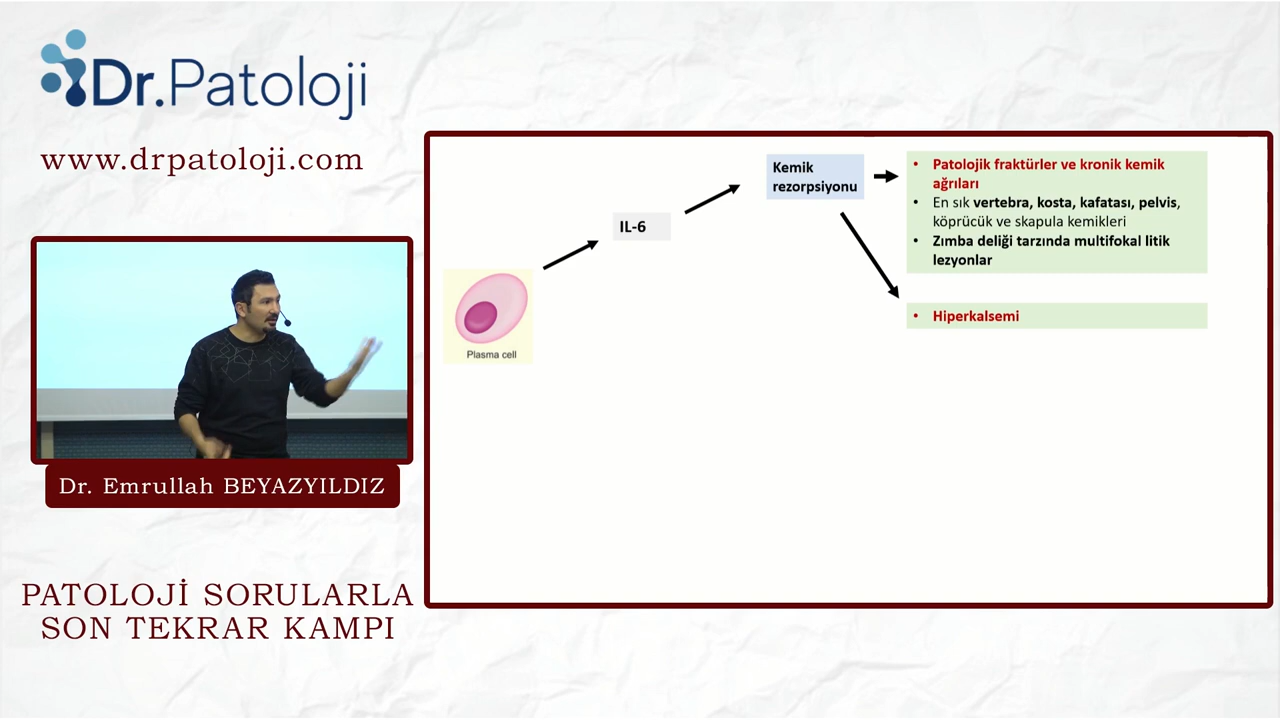 Dr.Patoloji
www.drpatoloji.com
Dr. Emrullah BEYAZYILDIZ
PATOLOJİ SORULARLA
SON TEKRAR KAMPI
Plasma cell
IL-6
Kemik
rezorpsiyonu
• Patolojik fraktürler ve kronik kemik
ağrıları
• En sık vertebra, kosta, kafatası, pelvis,
köprücük ve skapula kemikleri
• Zımba deliği tarzında multifokal litik
lezyonlar
• Hiperkalsemi